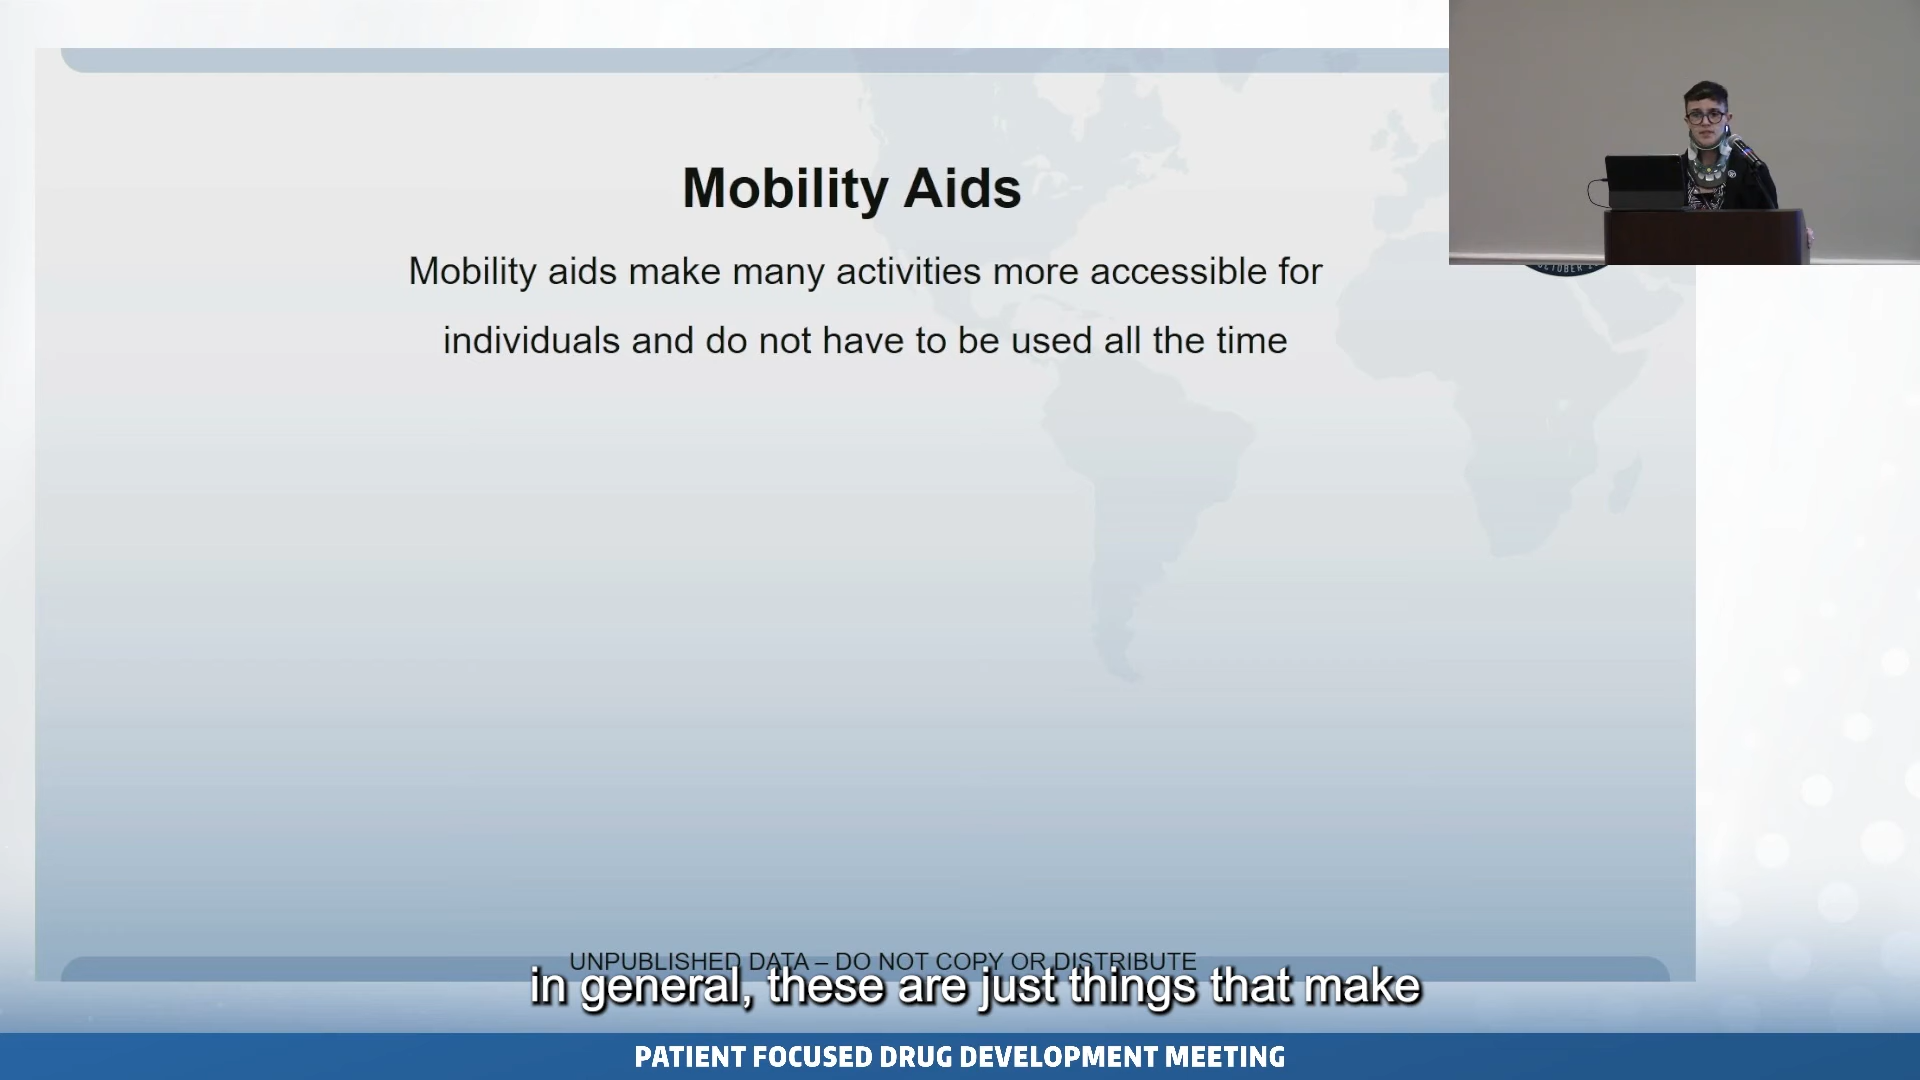 Mobility Aids
Mobility aids make many activities more accessible for
individuals and do not have to be used all the time
OCTOBER
UNPUBLISHED DATA – DO NOT COPY OR DISTRIBUTE
in general, these are just things that make
PATIENT FOCUSED DRUG DEVELOPMENT MEETING